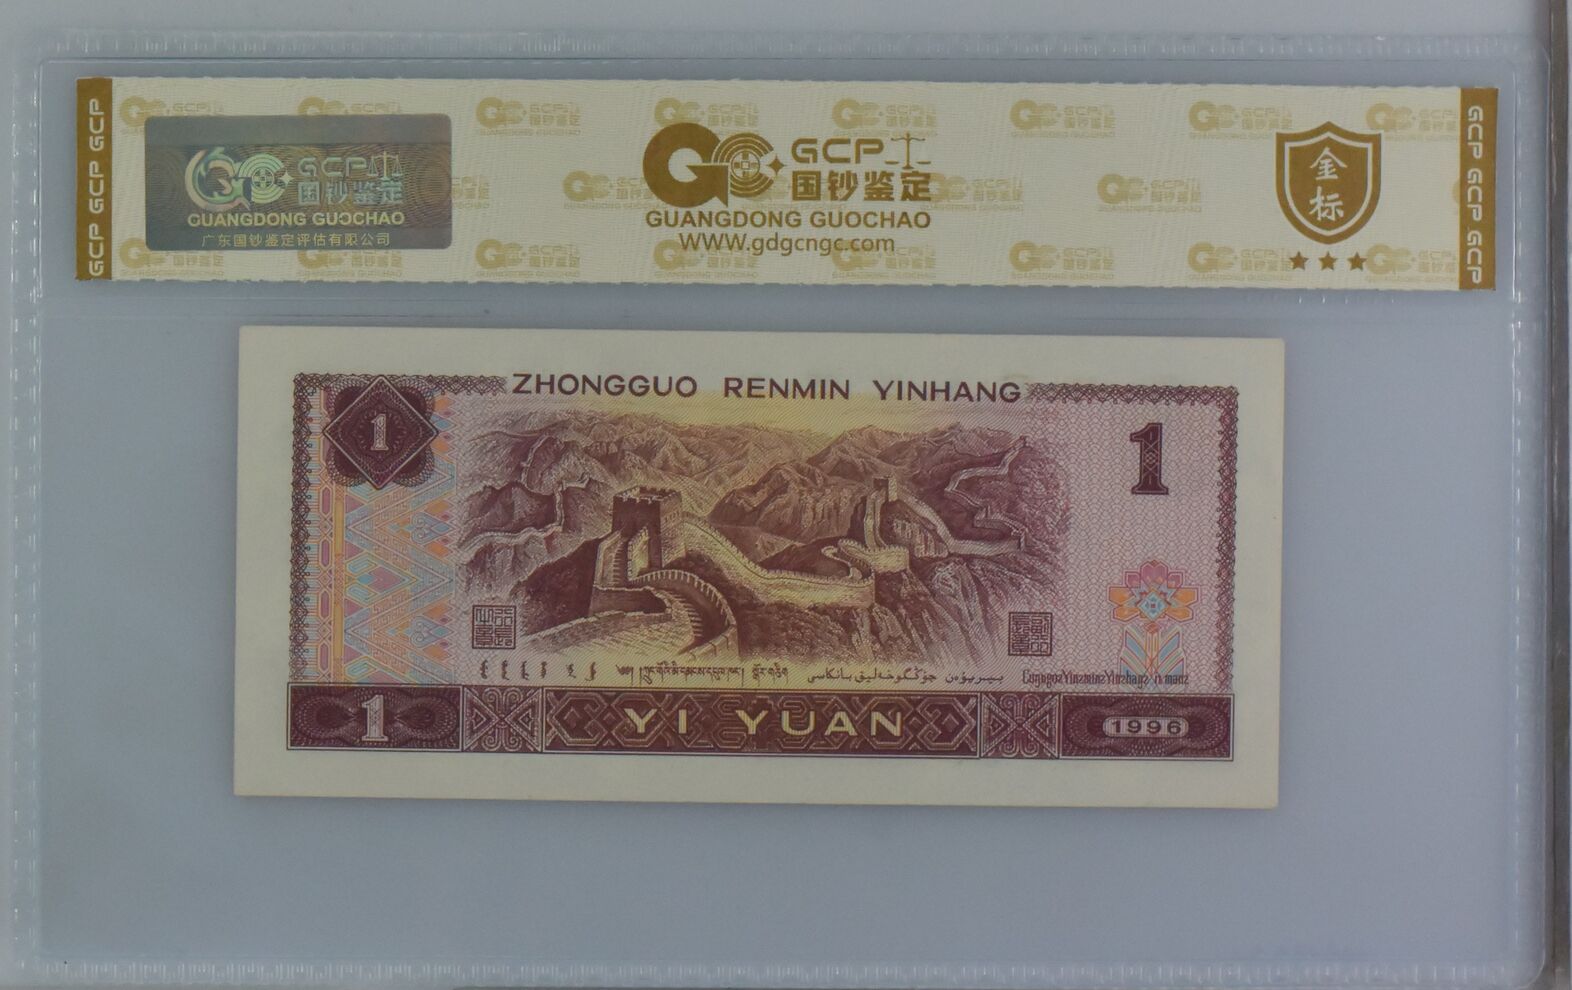 GCP GCP GCP
GCP
国钞鉴定
GUANGDONG GUOCHAO
广东国钞鉴定评估有限公司
GCP
国钞鉴定
GUANGDONG GUOCHAO
WWW.gdgcngc.com
金标
GCP GCP GCP
ZHONGGUO RENMIN YINHANG
1
1
1
YI YUAN
1996